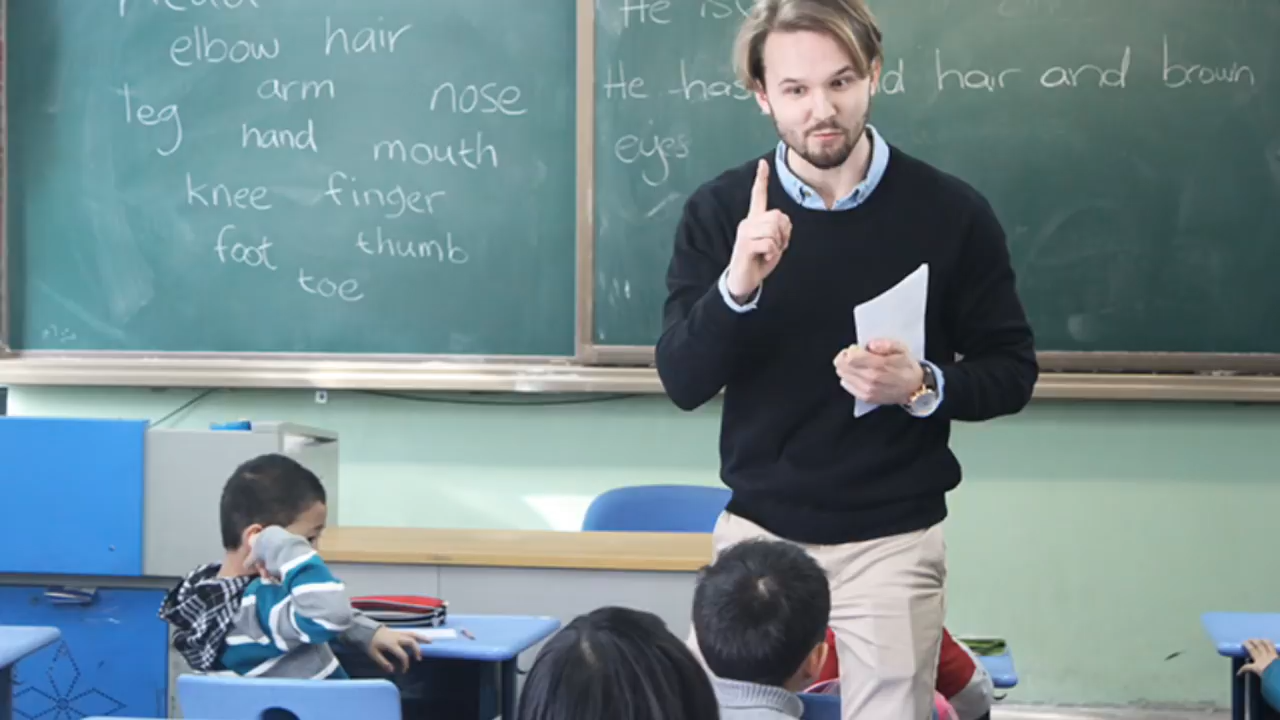 elbow hair
arm
leg nose
hand mouth
knee finger
foot thumb
toe
He is
He has hair and brown
eyes